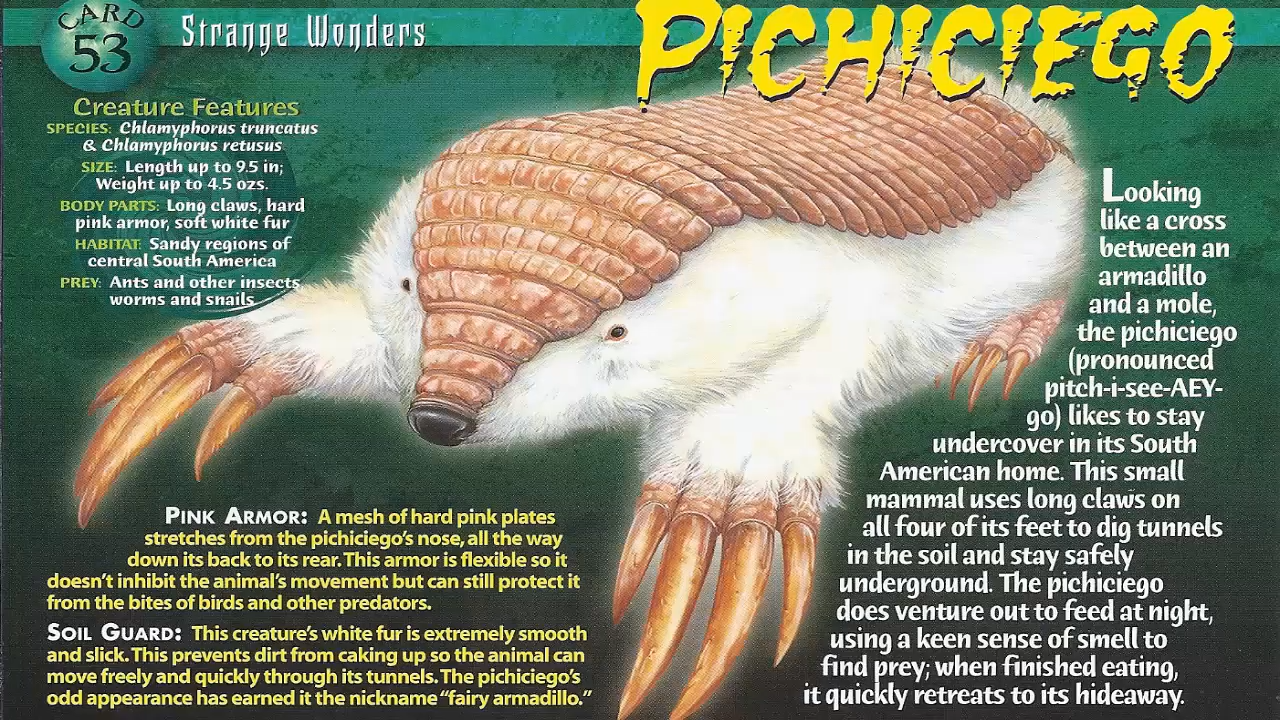 CARD
53
Strange Wonders
PICHICIEGO
Creature Features
SPECIES: Chlamyphorus truncatus
& Chlamyphorus retusus
SIZE: Length up to 9.5 in;
Weight up to 4.5 ozs.
BODY PARTS: Long claws, hard
pink armor, soft white fur
HABITAT: Sandy regions of
central South America
PREY: Ants and other insects,
worms and snails
Looking
like a cross
between an
armadillo
and a mole,
the pichiciego
(pronounced
pitch-i-see-AEY-
go) likes to stay
undercover in its South
American home. This small
mammal uses long claws on
all four of its feet to dig tunnels
in the soil and stay safely
underground. The pichiciego
does venture out to feed at night,
using a keen sense of smell to
find prey; when finished eating,
it quickly retreats to its hideaway.
PINK ARMOR: A mesh of hard pink plates
stretches from the pichiciego's nose, all the way
down its back to its rear. This armor is flexible so it
doesn't inhibit the animal's movement but can still protect it
from the bites of birds and other predators.
SOIL GUARD: This creature's white fur is extremely smooth
and slick. This prevents dirt from caking up so the animal can
move freely and quickly through its tunnels. The pichiciego's
odd appearance has earned it the nickname "fairy armadillo."